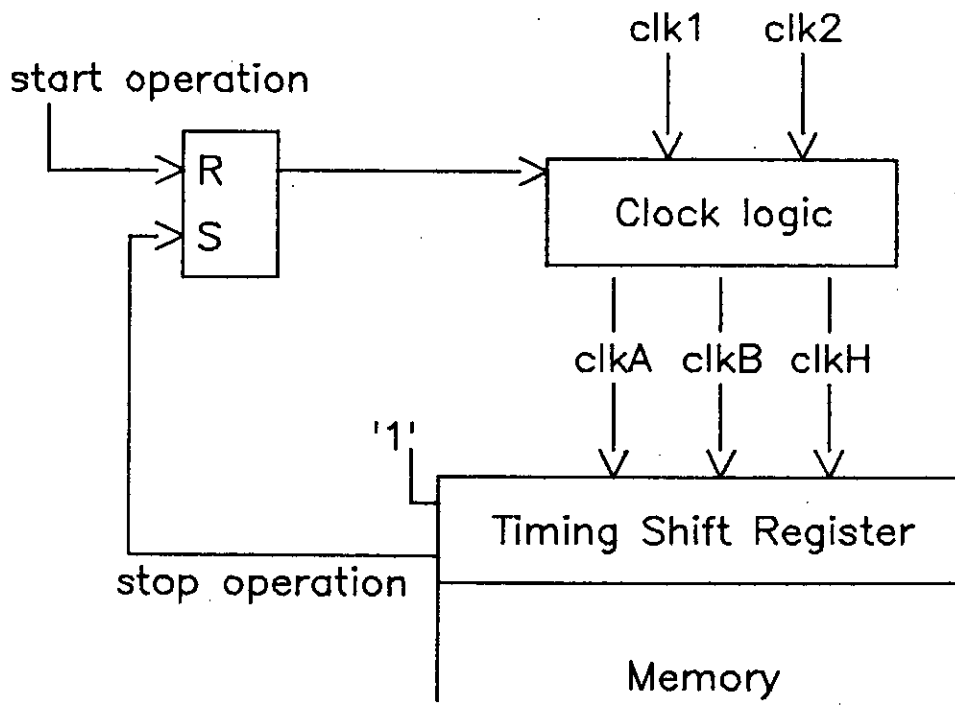 clk1 clk2
start operation
R
S
Clock logic
clkA clkB clkH
'1'
Timing Shift Register
stop operation
Memory